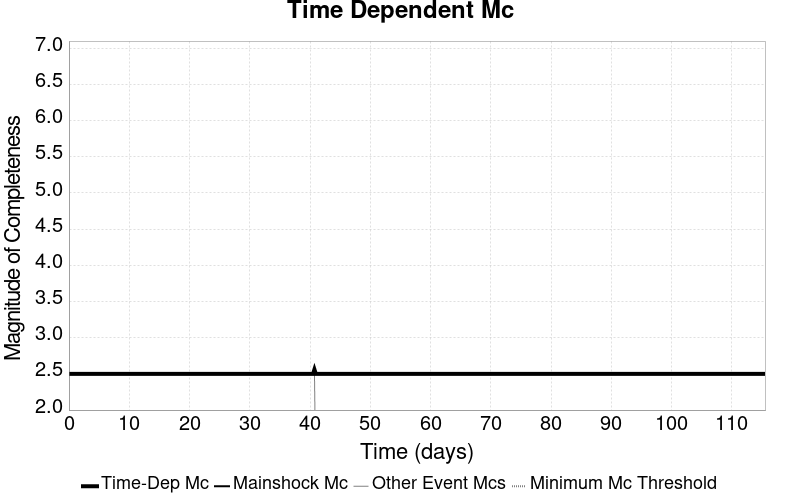 Time Dependent Mc
7.0
6.5
6.0
5.5
5.0
4.5
4.0
3.5
3.0
2.5
2.0
Magnitude of Completeness
0 10 20 30 40 50 60 70 80 90 100 110
Time (days)
Time-Dep Mc Mainshock Mc Other Event Mcs Minimum Mc Threshold